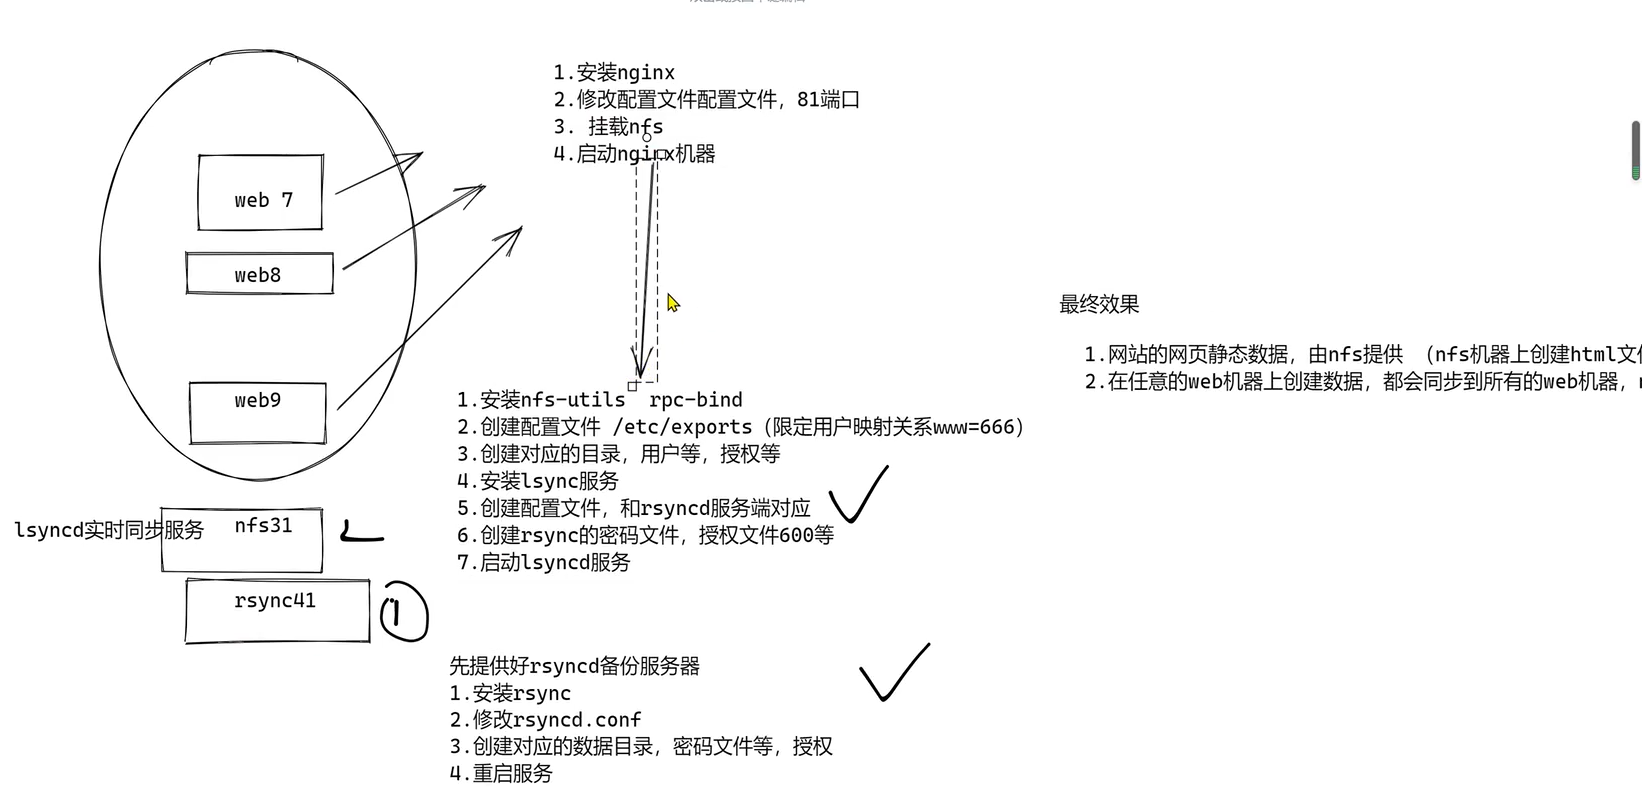 1.安装nginx
2.修改配置文件配置文件，81端口
3. 挂载nfs
4.启动nginx机器
web 7
web8
web9
最终效果
1.网站的网页静态数据，由nfs提供 （nfs机器上创建html文
2.在任意的web机器上创建数据，都会同步到所有的web机器，
1.安装nfs-utils  rpc-bind
2.创建配置文件 /etc/exports（限定用户映射关系www=666）
3.创建对应的目录，用户等，授权等
4.安装lsync服务
5.创建配置文件，和rsyncd服务端对应
6.创建rsync的密码文件，授权文件600等
7.启动lsyncd服务
lsyncd实时同步服务
nfs31
rsync41
1
先提供好rsyncd备份服务器
1.安装rsync
2.修改rsyncd.conf
3.创建对应的数据目录，密码文件等，授权
4.重启服务